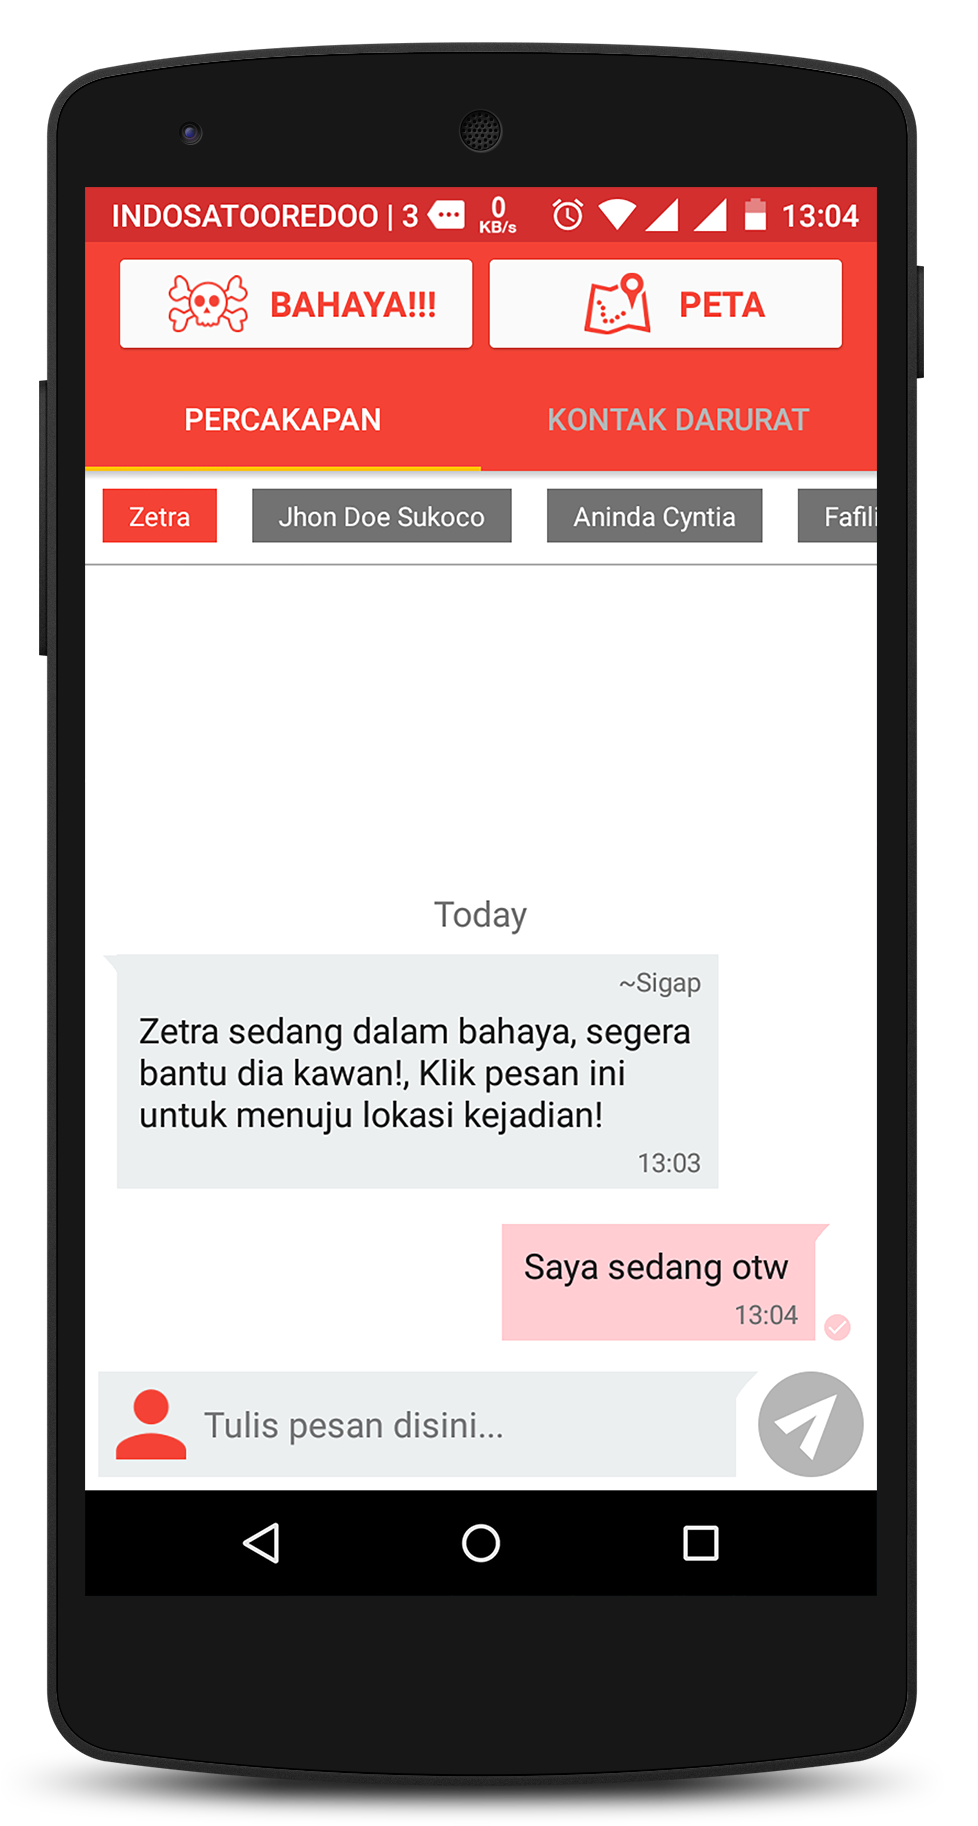 INDOSATOOREDOO | 3 0 KB/s 13:04
BAHAYA!!! PETA
PERCAKAPAN KONTAK DARURAT
Zetra Jhon Doe Sukoco Aninda Cyntia Fafili
Today
~Sigap
Zetra sedang dalam bahaya, segera
bantu dia kawan!, Klik pesan ini
untuk menuju lokasi kejadian!
13:03
Saya sedang otw
13:04
Tulis pesan disini...